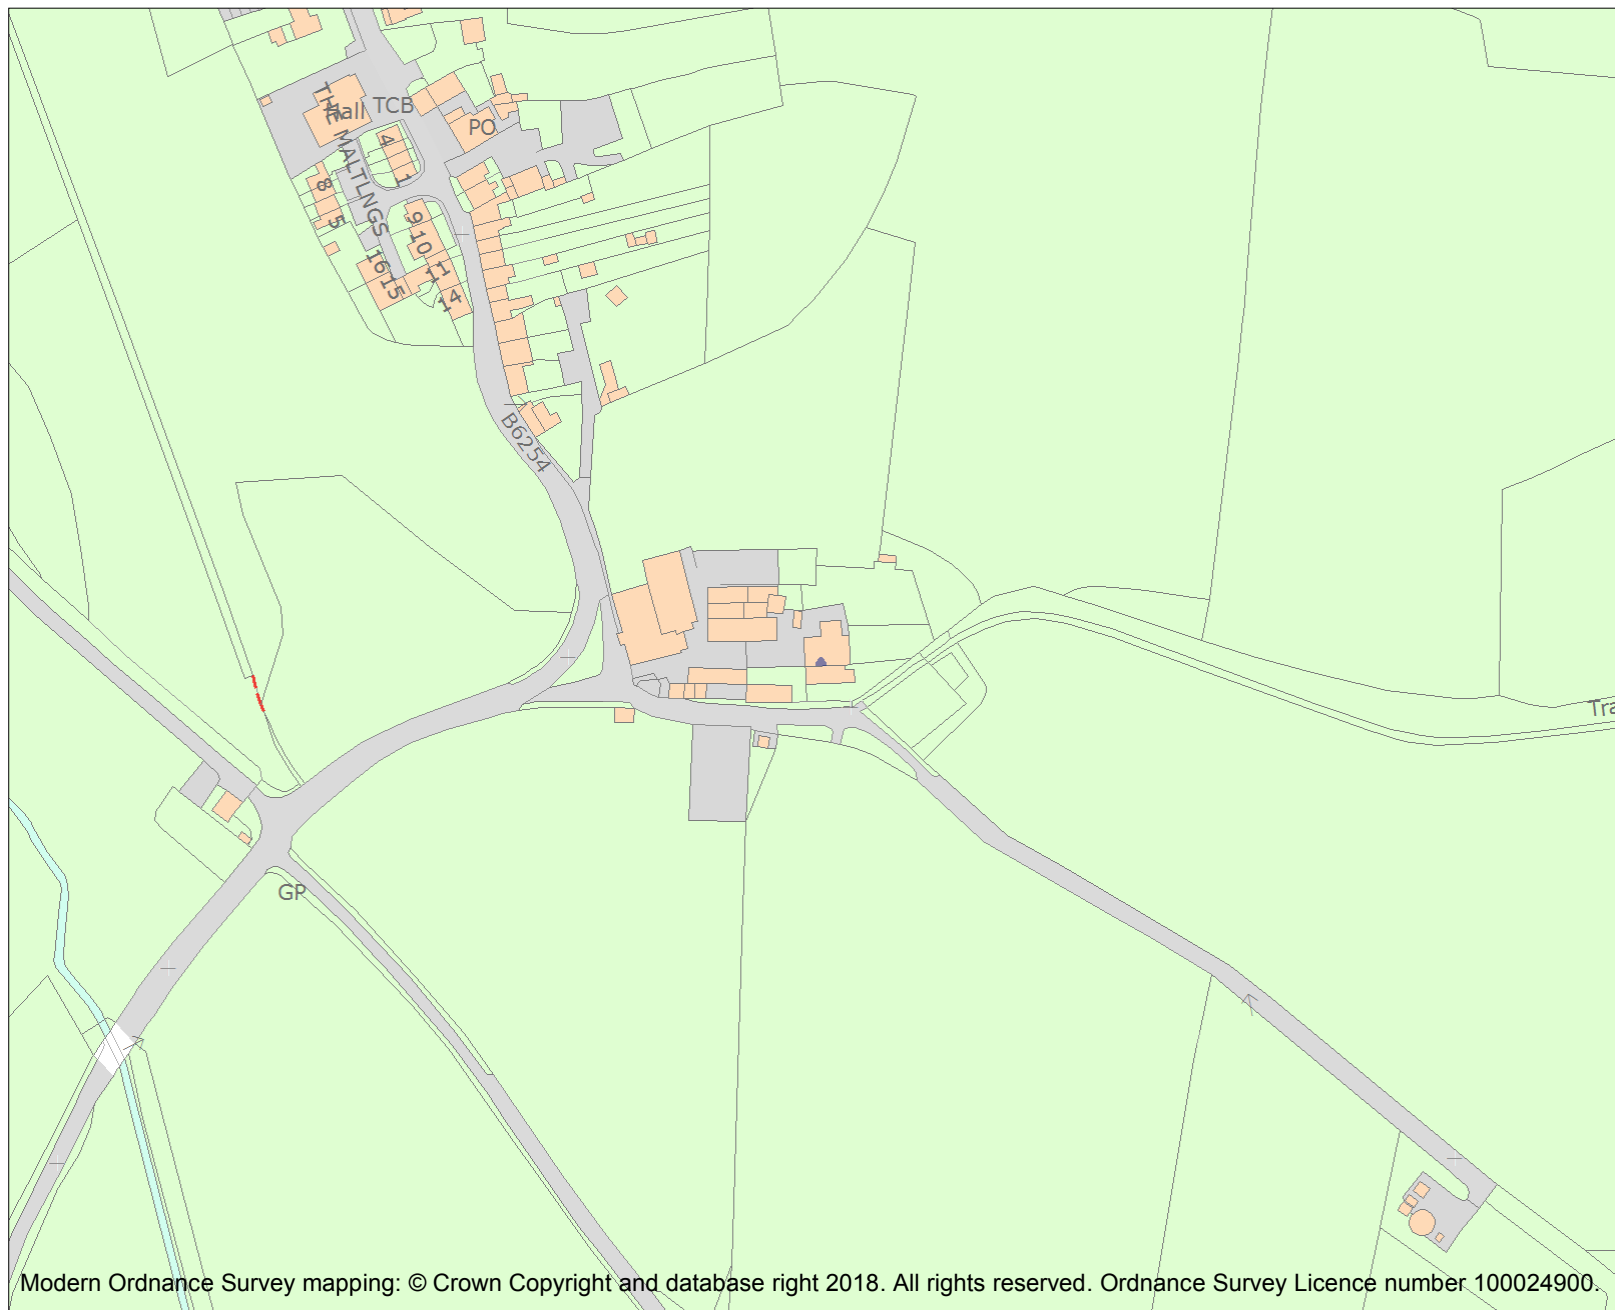 Hall
TCB
PO
THE MALTLNGS
4
1
8
5
9
10
11
14
16
15
B6254
Tra
GP
Modern Ordnance Survey mapping: © Crown Copyright and database right 2018. All rights reserved. Ordnance Survey Licence number 100024900.